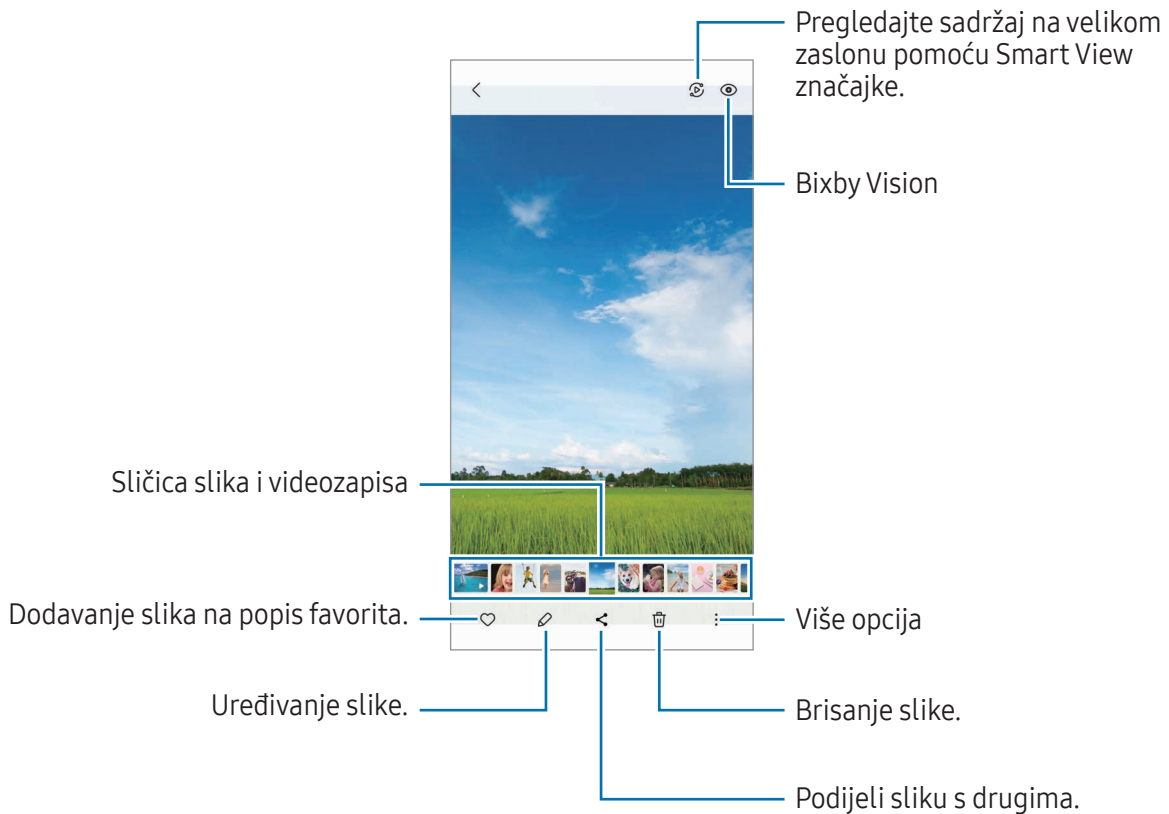 Pregledajte sadržaj na velikom
zaslonu pomoću Smart View
značajke.
Bixby Vision
Sličica slika i videozapisa
Dodavanje slika na popis favorita.
Više opcija
Uređivanje slike.
Brisanje slike.
Podijeli sliku s drugima.